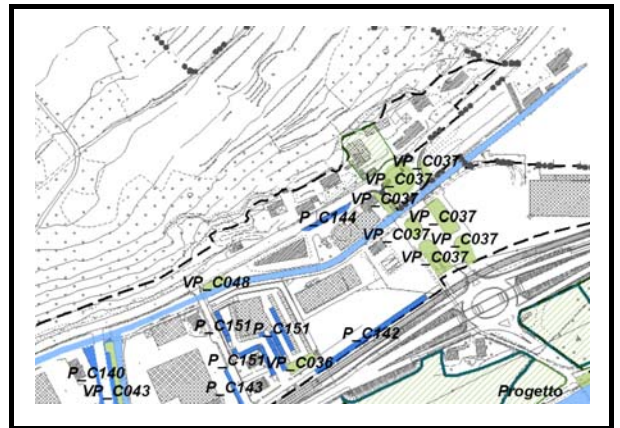 VP_C037
VP_C037
VP_C037
P_C144
VP_C037
VP_C037
VP_C037
VP_C037
VP_C048
P_C151
P_C151
P_C142
P_C151
VP_C036
P_C140
P_C143
VP_C043
Progetto